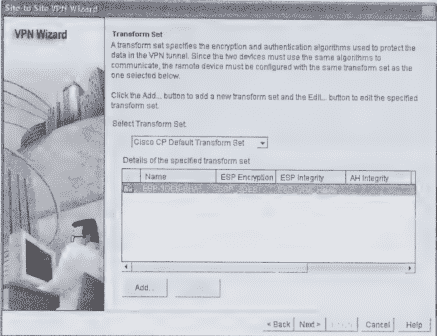 Site to Site VPN Wizard
VPN Wizard
Transform Set
A transform set specifies the encryption and authentication algorithms used to protect the
data in the VPN tunnel. Since the two devices must use the same algorithms to
communicate, the remote device must be configured with the same transform set as the
one selected below.
Click the Add... button to add a new transform set and the Edit... button to edit the specified
transform set.
Select Transform Set
Cisco CP Default Transform Set
Details of the specified transform set
Name ESP Encryption ESP Integrity AH Integrity
Add...
< Back Next > Cancel Help